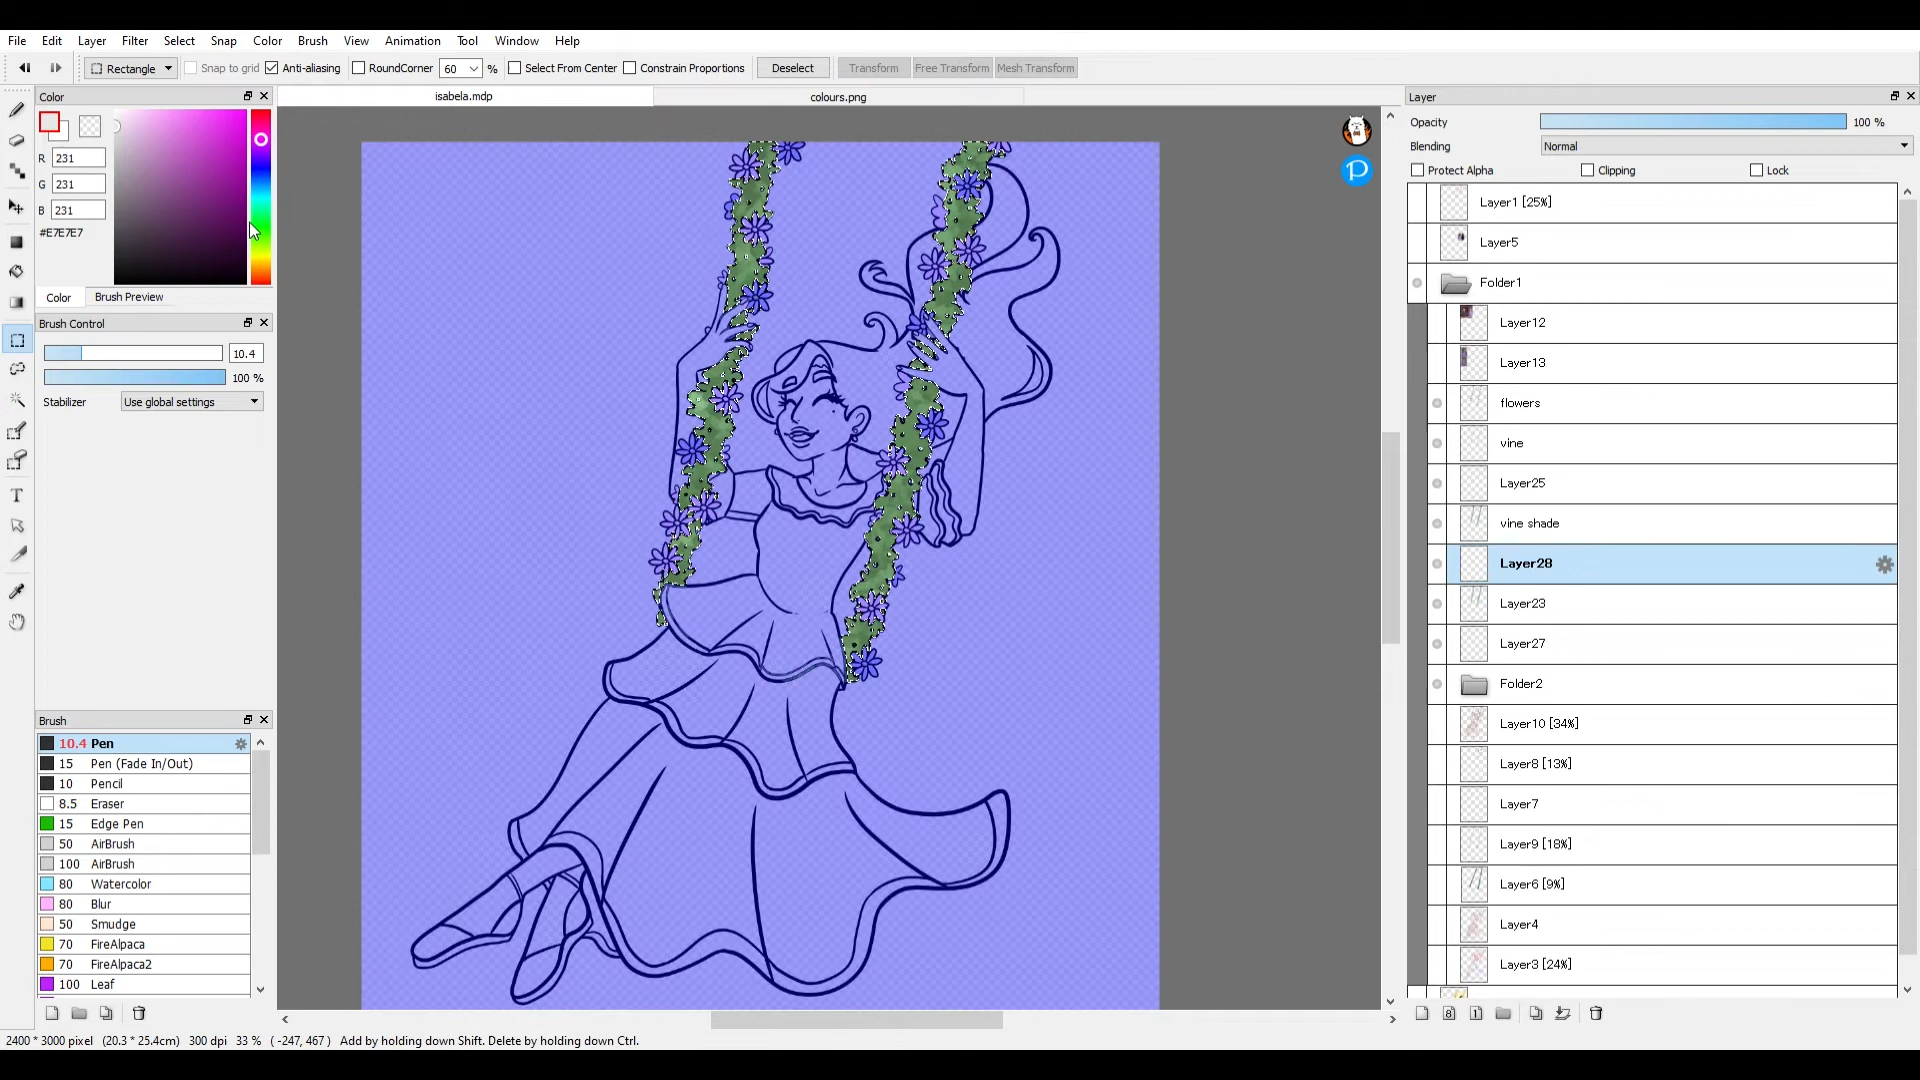 File Edit Layer Filter Select Snap Color Brush View Animation Tool Window Help
Rectangle Snap to grid Anti-aliasing RoundCorner 60 % Select From Center Constrain Proportions Deselect Transform Free Transform Mesh Transform
Color
R 231
G 231
B 231
#E7E7E7
Color Brush Preview
Brush Control
10.4
100 %
Stabilizer Use global settings
Brush
10.4 Pen
15 Pen (Fade In/Out)
10 Pencil
8.5 Eraser
15 Edge Pen
50 AirBrush
100 AirBrush
80 Watercolor
80 Blur
50 Smudge
70 FireAlpaca
70 FireAlpaca2
100 Leaf
isabela.mdp colours.png
Layer
Opacity 100 %
Blending Normal
Protect Alpha Clipping Lock
Layer1 [25%]
Layer5
Folder1
Layer12
Layer13
flowers
vine
Layer25
vine shade
Layer28
Layer23
Layer27
Folder2
Layer10 [34%]
Layer8 [13%]
Layer7
Layer9 [18%]
Layer6 [9%]
Layer4
Layer3 [24%]
2400 * 3000 pixel (20.3 * 25.4cm) 300 dpi 33 % ( -247, 467 ) Add by holding down Shift. Delete by holding down Ctrl.